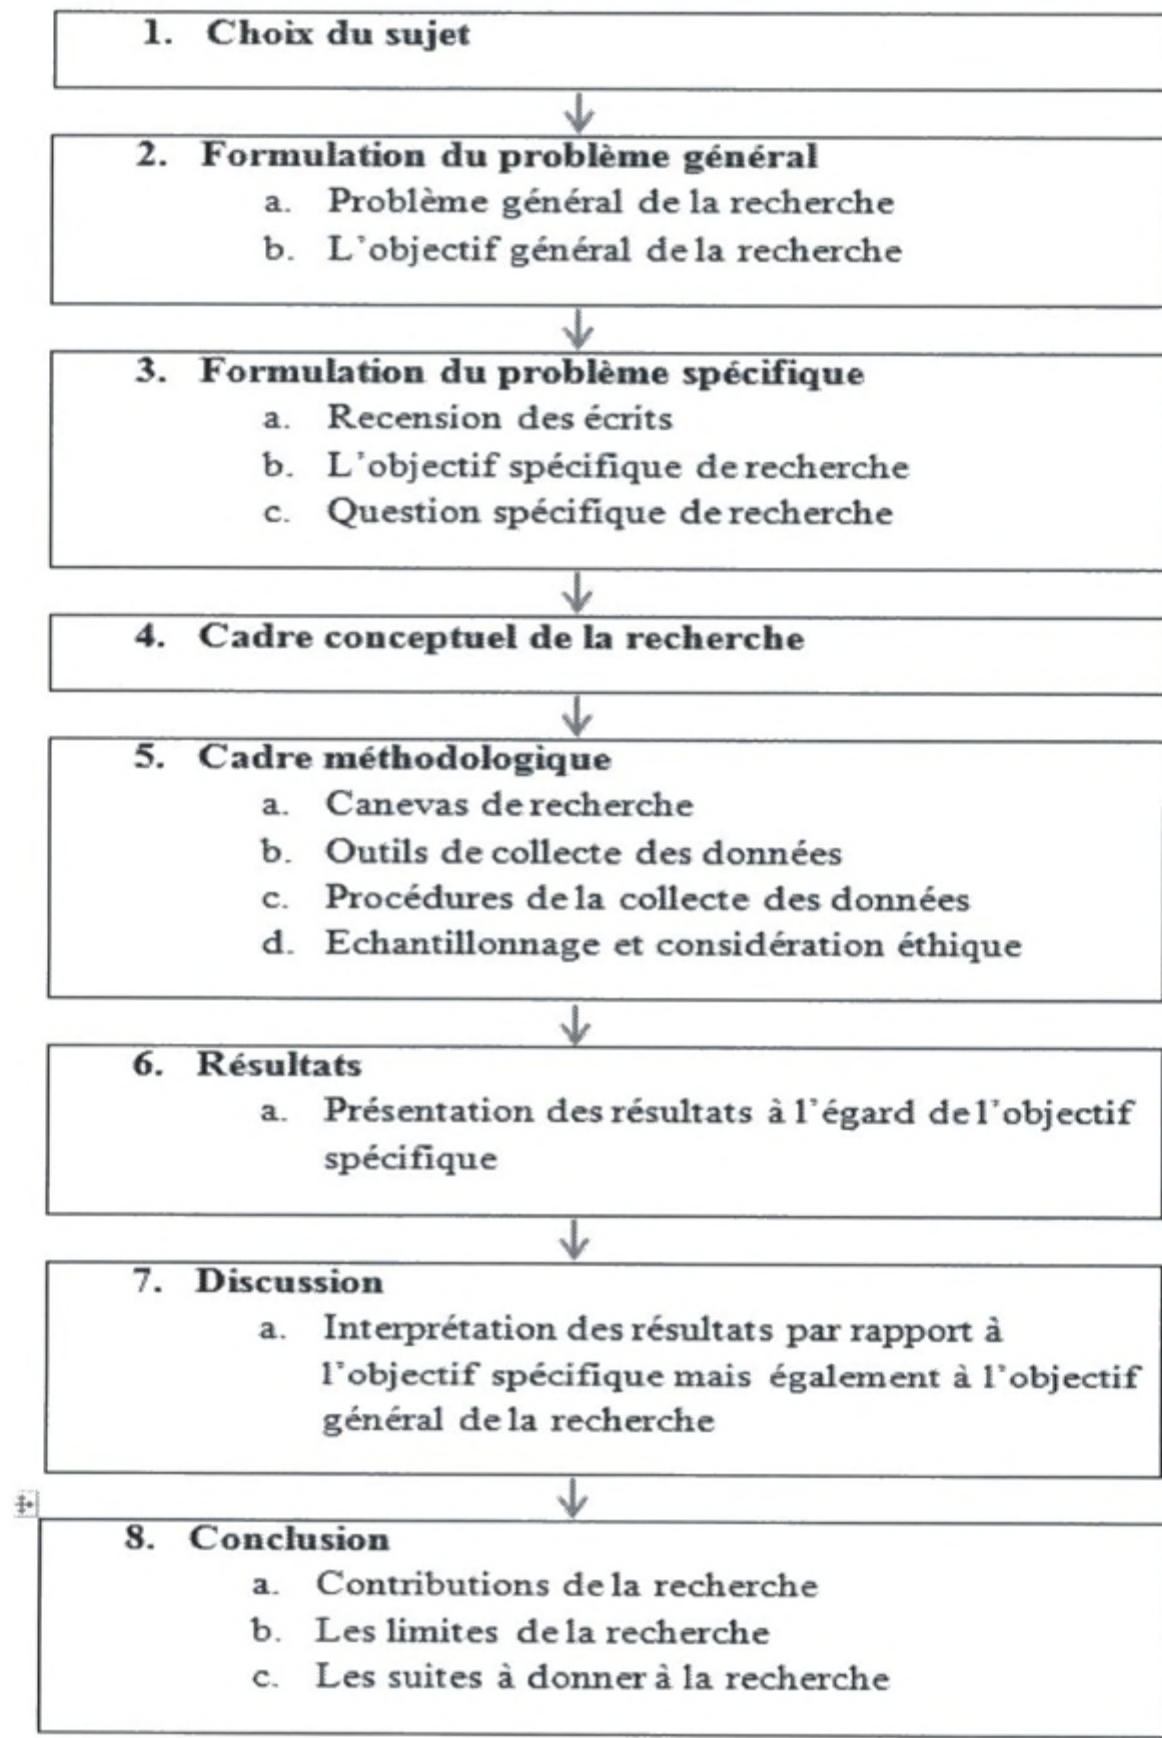 1. Choix du sujet
2. Formulation du problème général
a. Problème général de la recherche
b. L'objectif général de la recherche
3. Formulation du problème spécifique
a. Recension des écrits
b. L'objectif spécifique de recherche
c. Question spécifique de recherche
4. Cadre conceptuel de la recherche
5. Cadre méthodologique
a. Canevas de recherche
b. Outils de collecte des données
c. Procédures de la collecte des données
d. Echantillonnage et considération éthique
6. Résultats
a. Présentation des résultats à l'égard de l'objectif
spécifique
7. Discussion
a. Interprétation des résultats par rapport à
l'objectif spécifique mais également à l'objectif
général de la recherche
8. Conclusion
a. Contributions de la recherche
b. Les limites de la recherche
c. Les suites à donner à la recherche